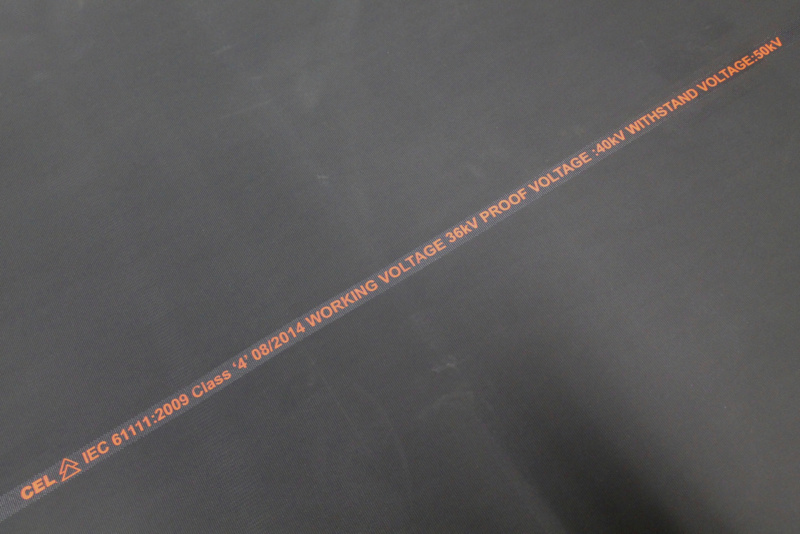 CEL IEC 61111:2009 Class '4' 08/2014 WORKING VOLTAGE 36kV PROOF VOLTAGE :40kV WITHSTAND VOLTAGE:50kV